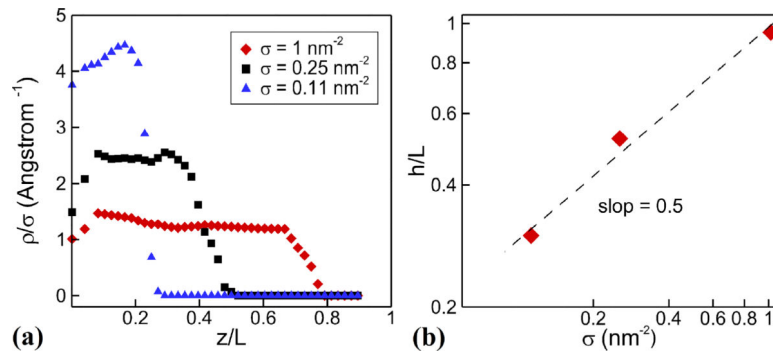 σ = 1 nm⁻²
σ = 0.25 nm⁻²
σ = 0.11 nm⁻²
ρ/σ (Angstrom⁻¹)
5
4
3
2
1
0
0.2 0.4 0.6 0.8 1
z/L
(a)
1
0.8
0.6
0.4
0.2
h/L
slop = 0.5
0.2 0.4 0.6 0.8 1
σ (nm⁻²)
(b)